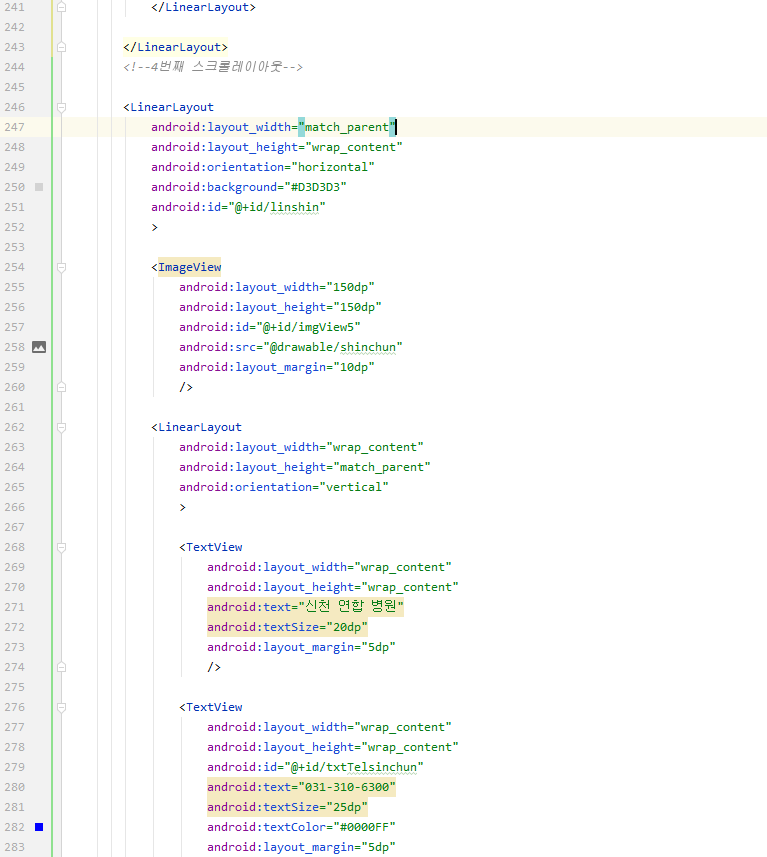 241 </LinearLayout>
242
243 </LinearLayout>
244 <!--4번째 스크롤레이아웃-->
245
246 <LinearLayout
247 android:layout_width="match_parent"
248 android:layout_height="wrap_content"
249 android:orientation="horizontal"
250 android:background="#D3D3D3"
251 android:id="@+id/linshin"
252 >
253
254 <ImageView
255 android:layout_width="150dp"
256 android:layout_height="150dp"
257 android:id="@+id/imgView5"
258 android:src="@drawable/shinchun"
259 android:layout_margin="10dp"
260 />
261
262 <LinearLayout
263 android:layout_width="wrap_content"
264 android:layout_height="match_parent"
265 android:orientation="vertical"
266 >
267
268 <TextView
269 android:layout_width="wrap_content"
270 android:layout_height="wrap_content"
271 android:text="신천 연합 병원"
272 android:textSize="20dp"
273 android:layout_margin="5dp"
274 />
275
276 <TextView
277 android:layout_width="wrap_content"
278 android:layout_height="wrap_content"
279 android:id="@+id/txtTelsinchun"
280 android:text="031-310-6300"
281 android:textSize="25dp"
282 android:textColor="#0000FF"
283 android:layout_margin="5dp"